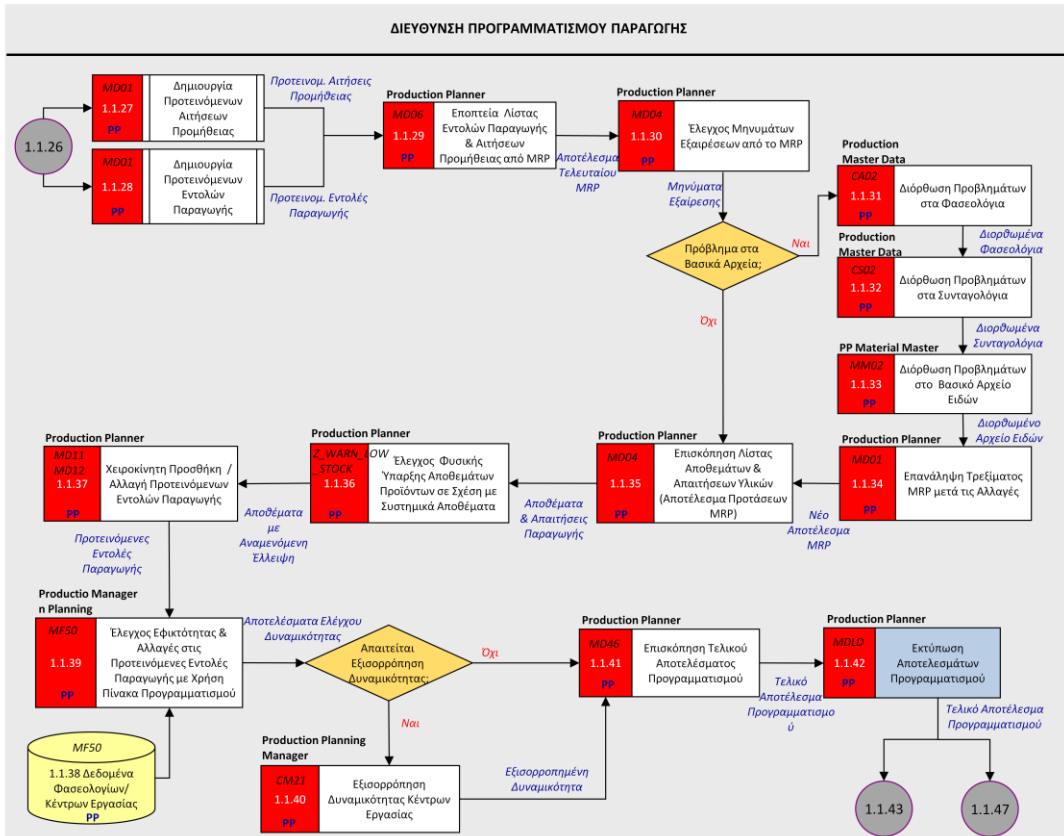 ΔΙΕΥΘΥΝΣΗ ΠΡΟΓΡΑΜΜΑΤΙΣΜΟΥ ΠΑΡΑΓΩΓΗΣ
1.1.26
MD01
1.1.27
PP
Δημιουργία
Προτεινόμενων
Αιτήσεων
Προμήθειας
Προτεινομ. Αιτήσεις
Προμήθειας
MD01
1.1.28
PP
Δημιουργία
Προτεινόμενων
Εντολών
Παραγωγής
Προτεινομ. Εντολές
Παραγωγής
Production Planner
MD06
1.1.29
PP
Εποπτεία Λίστας
Εντολών Παραγωγής
& Αιτήσεων
Προμήθειας από MRP
Αποτέλεσμα
Τελευταίου
MRP
Production Planner
MD04
1.1.30
PP
Έλεγχος Μηνυμάτων
Εξαιρέσεων από το MRP
Μηνύματα
Εξαίρεσης
Πρόβλημα στα
Βασικά Αρχεία;
Ναι
Όχι
Production
Master Data
CA02
1.1.31
PP
Διόρθωση Προβλημάτων
στα Φασεολόγια
Διορθωμένα
Φασεολόγια
Production
Master Data
CS02
1.1.32
PP
Διόρθωση Προβλημάτων
στα Συνταγολόγια
Διορθωμένα
Συνταγολόγια
PP Material Master
MM02
1.1.33
PP
Διόρθωση Προβλημάτων
στο Βασικό Αρχείο
Ειδών
Διορθωμένο
Αρχείο Ειδών
Production Planner
MD01
1.1.34
PP
Επανάληψη Τρεξίματος
MRP μετά τις Αλλαγές
Νέο
Αποτέλεσμα
MRP
Production Planner
MD04
1.1.35
PP
Επισκόπηση Λίστας
Αποθεμάτων &
Απαιτήσεων Υλικών
(Αποτέλεσμα Προτάσεων
MRP)
Αποθέματα
& Απαιτήσεις
Παραγωγής
Production Planner
Z_WARN_LOW
_STOCK
1.1.36
PP
Έλεγχος Φυσικής
Ύπαρξης Αποθεμάτων
Προϊόντων σε Σχέση με
Συστημικά Αποθέματα
Αποθέματα
με
Αναμενόμενη
Έλλειψη
Production Planner
MD11
MD12
1.1.37
PP
Χειροκίνητη Προσθήκη /
Αλλαγή Προτεινόμενων
Εντολών Παραγωγής
Προτεινόμενες
Εντολές
Παραγωγής
Productio Manager
n Planning
MF50
1.1.39
PP
Έλεγχος Εφικτότητας &
Αλλαγές στις
Προτεινόμενες Εντολές
Παραγωγής με Χρήση
Πίνακα Προγραμματισμού
Αποτελέσματα Ελέγχου
Δυναμικότητας
MF50
1.1.38 Δεδομένα
Φασεολογίων/
Κέντρων Εργασίας
PP
Απαιτείται
Εξισορρόπηση
Δυναμικότητας;
Όχι
Ναι
Production Planning
Manager
CM21
1.1.40
PP
Εξισορρόπηση
Δυναμικότητας Κέντρων
Εργασίας
Εξισορροπημένη
Δυναμικότητα
Production Planner
MD46
1.1.41
PP
Επισκόπηση Τελικού
Αποτελέσματος
Προγραμματισμού
Τελικό
Αποτέλεσμα
Προγραμματισμο
ύ
Production Planner
MDLD
1.1.42
PP
Εκτύπωση
Αποτελεσμάτων
Προγραμματισμού
Τελικό Αποτέλεσμα
Προγραμματισμού
1.1.43
1.1.47